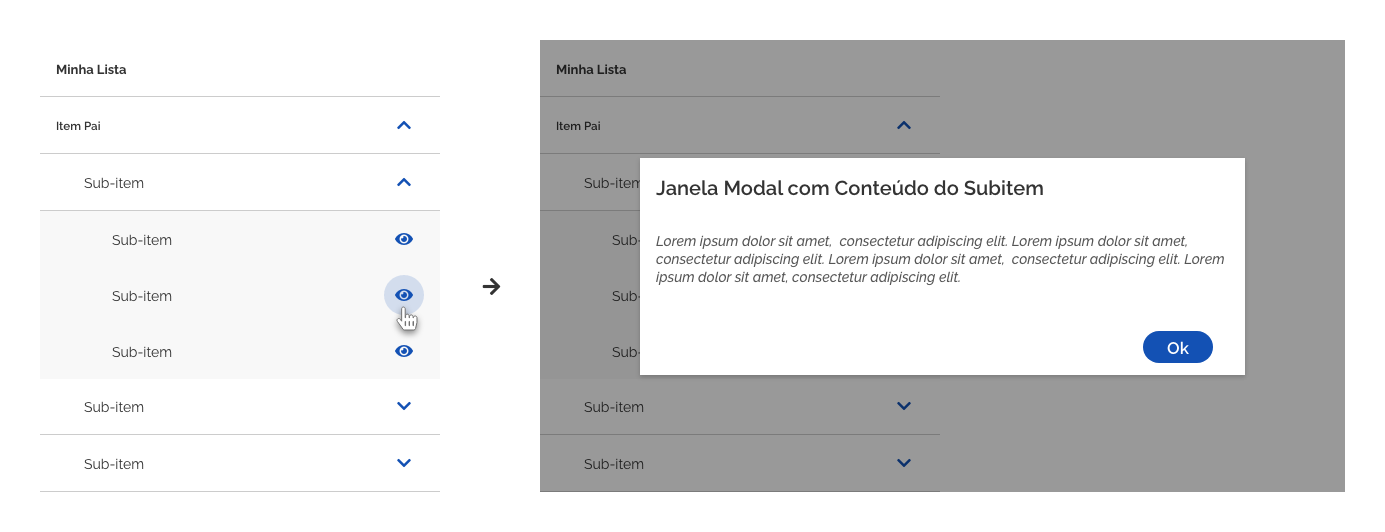 Minha Lista
Item Pai
Sub-item
Sub-item
Sub-item
Sub-item
Sub-item
Sub-item
Minha Lista
Item Pai
Sub-item
Janela Modal com Conteúdo do Subitem
Sub-
Lorem ipsum dolor sit amet,  consectetur adipiscing elit. Lorem ipsum dolor sit amet,
consectetur adipiscing elit. Lorem ipsum dolor sit amet,  consectetur adipiscing elit. Lorem
ipsum dolor sit amet, consectetur adipiscing elit.
Sub-
Sub-
Ok
Sub-item
Sub-item